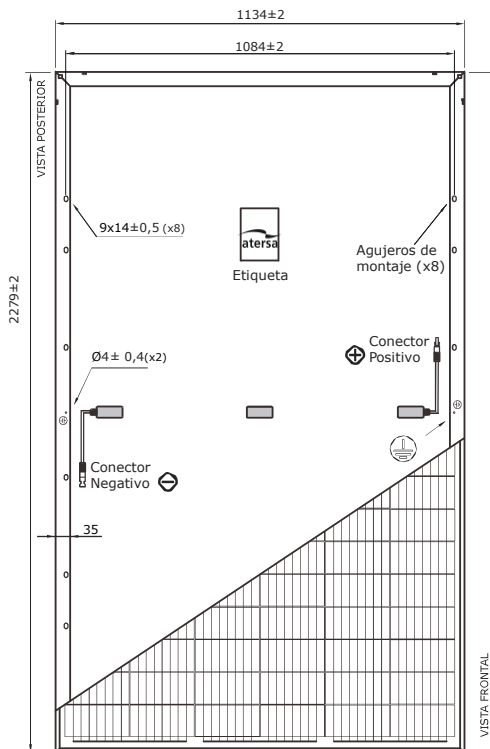 1134±2
1084±2
VISTA POSTERIOR
9x14±0,5 (x8)
atersa
Etiqueta
Agujeros de
montaje (x8)
2279±2
Conector
Positivo
Ø4± 0,4(x2)
Conector
Negativo
35
VISTA FRONTAL